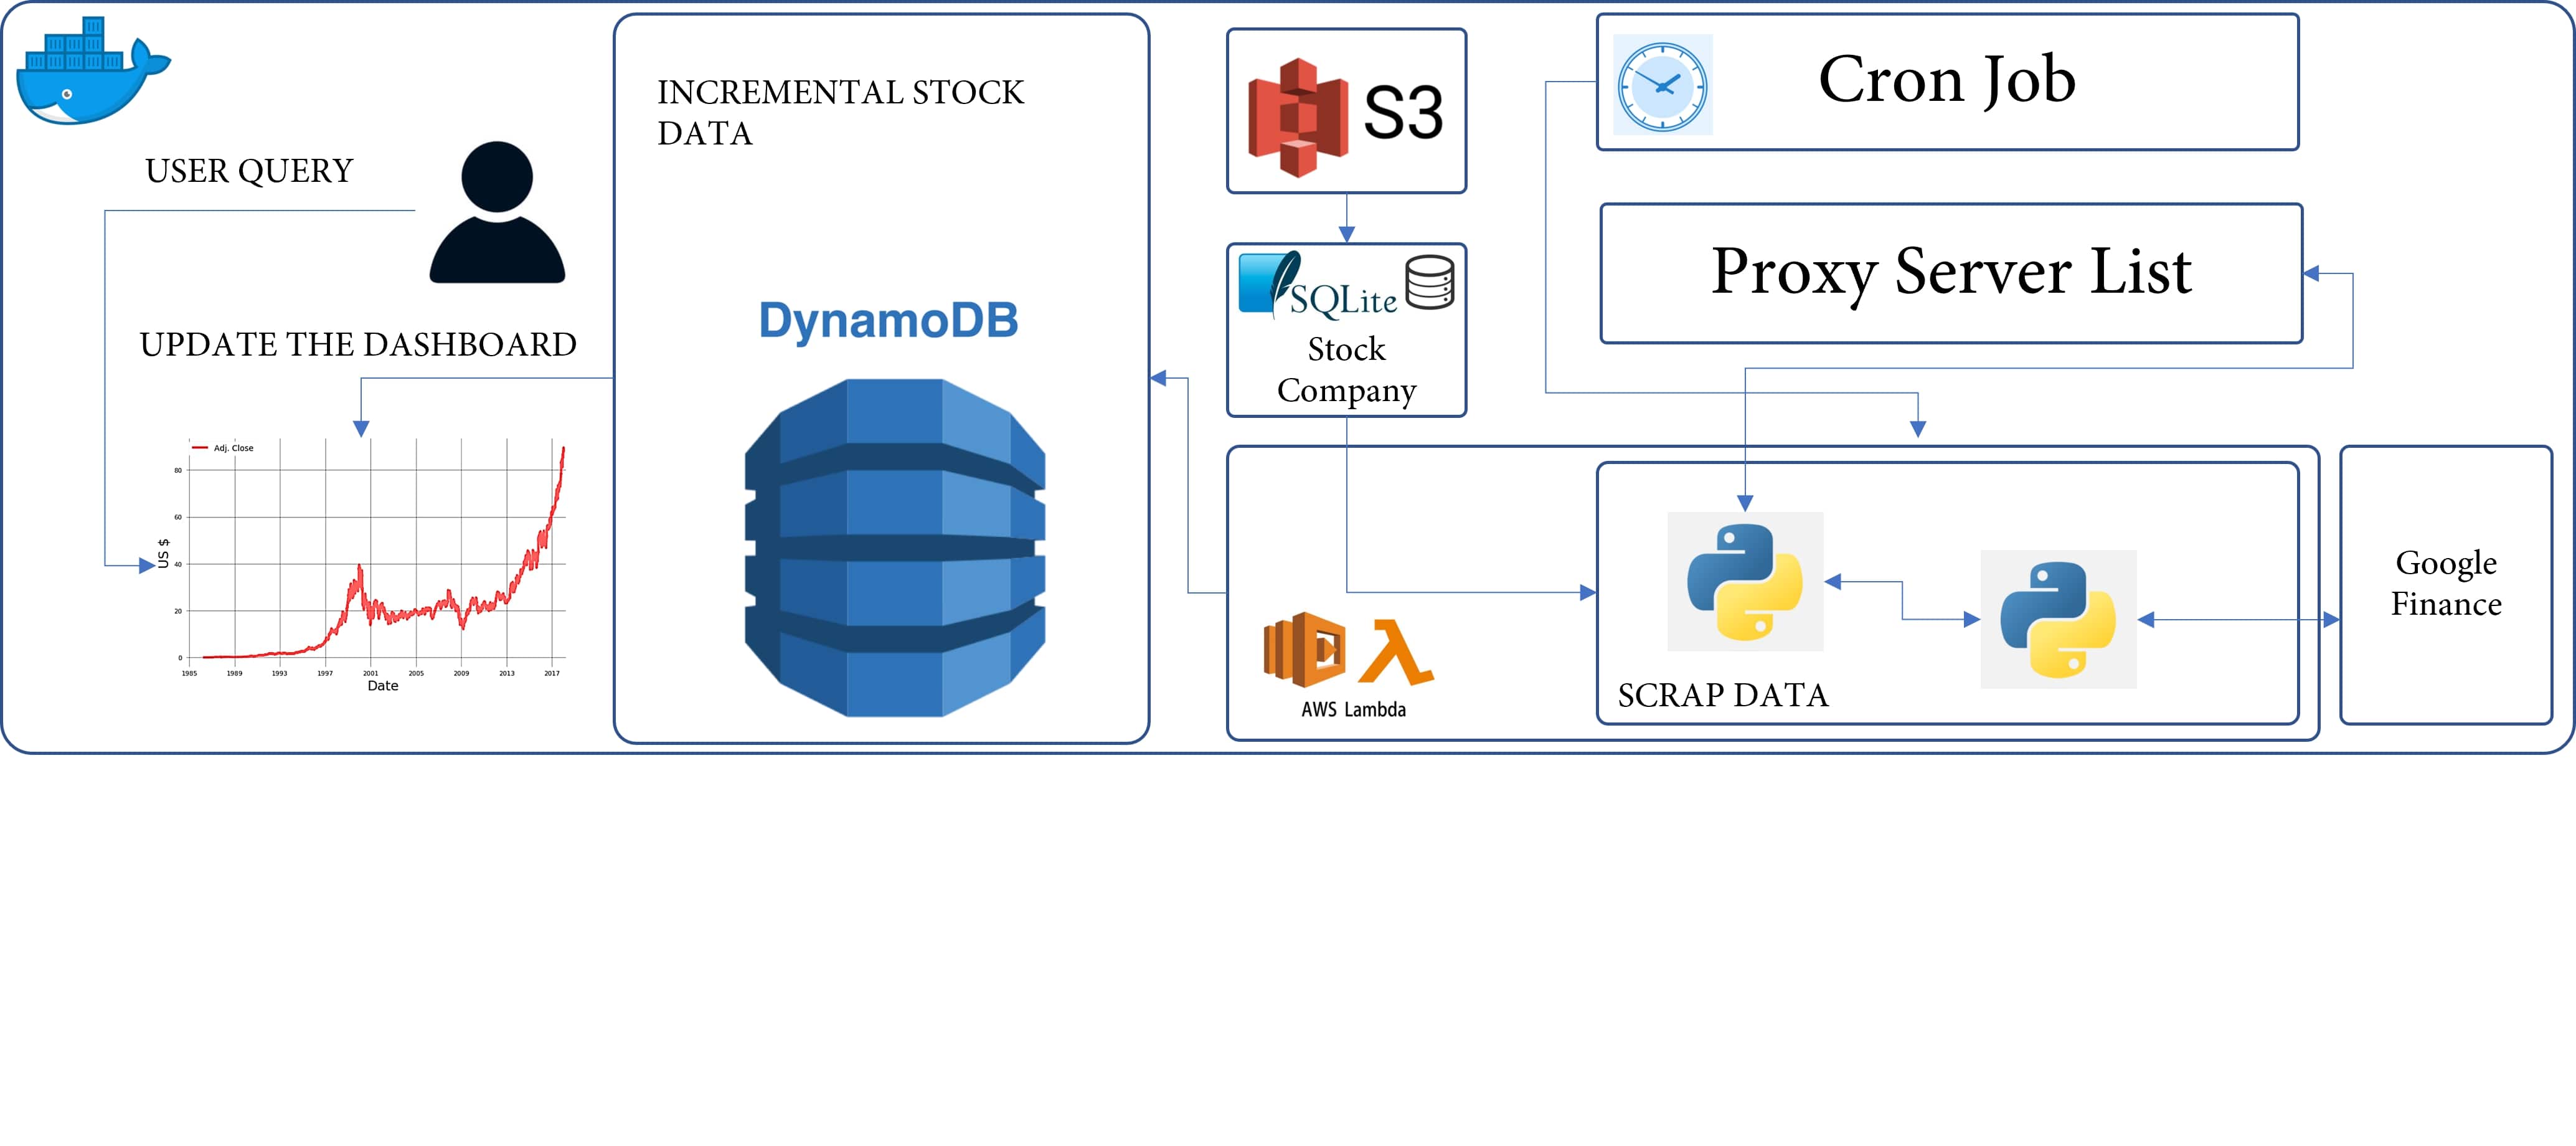 USER QUERY
UPDATE THE DASHBOARD
Adj. Close
80
60
40
20
0
US $
1985 1989 1993 1997 2001 2005 2009 2013 2017
Date
INCREMENTAL STOCK
DATA
DynamoDB
S3
SQLite
Stock
Company
AWS Lambda
Cron Job
Proxy Server List
SCRAP DATA
Google
Finance